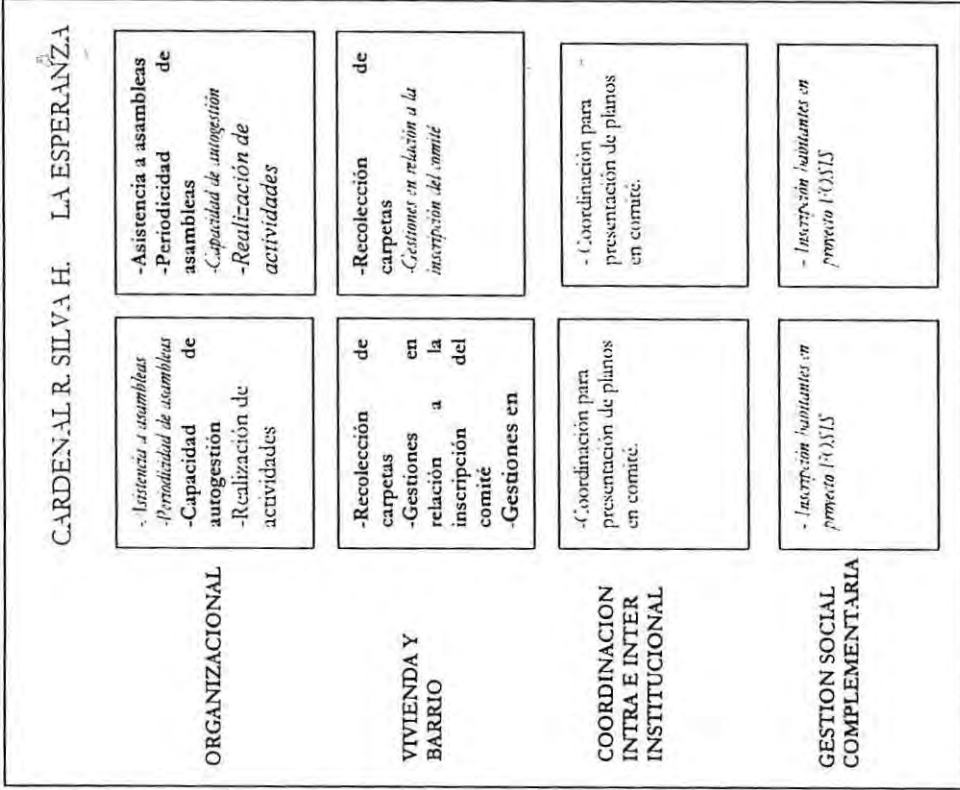 CARDENAL R. SILVA H. LA ESPERANZA
ORGANIZACIONAL
-Asistencia a asambleas
-Periodicidad de asambleas
-Capacidad de
autogestión
-Realización de
actividades
-Asistencia a asambleas
-Periodicidad de
asambleas
-Capacidad de autogestión
-Realización de
actividades
VIVIENDA Y
BARRIO
-Recolección de
carpetas
-Gestiones en
relación a la
inscripción del
comité
-Gestiones en
-Recolección de
carpetas
-Gestiones en relación a la
inscripción del comité
COORDINACION
INTRA E INTER
INSTITUCIONAL
-Coordinación para
presentación de planos
en comité.
- Coordinación para
presentación de planos
en comité.
GESTION SOCIAL
COMPLEMENTARIA
- Inscripción habitantes en
proyecto FOSIS
- Inscripción habitantes en
proyecto FOSIS